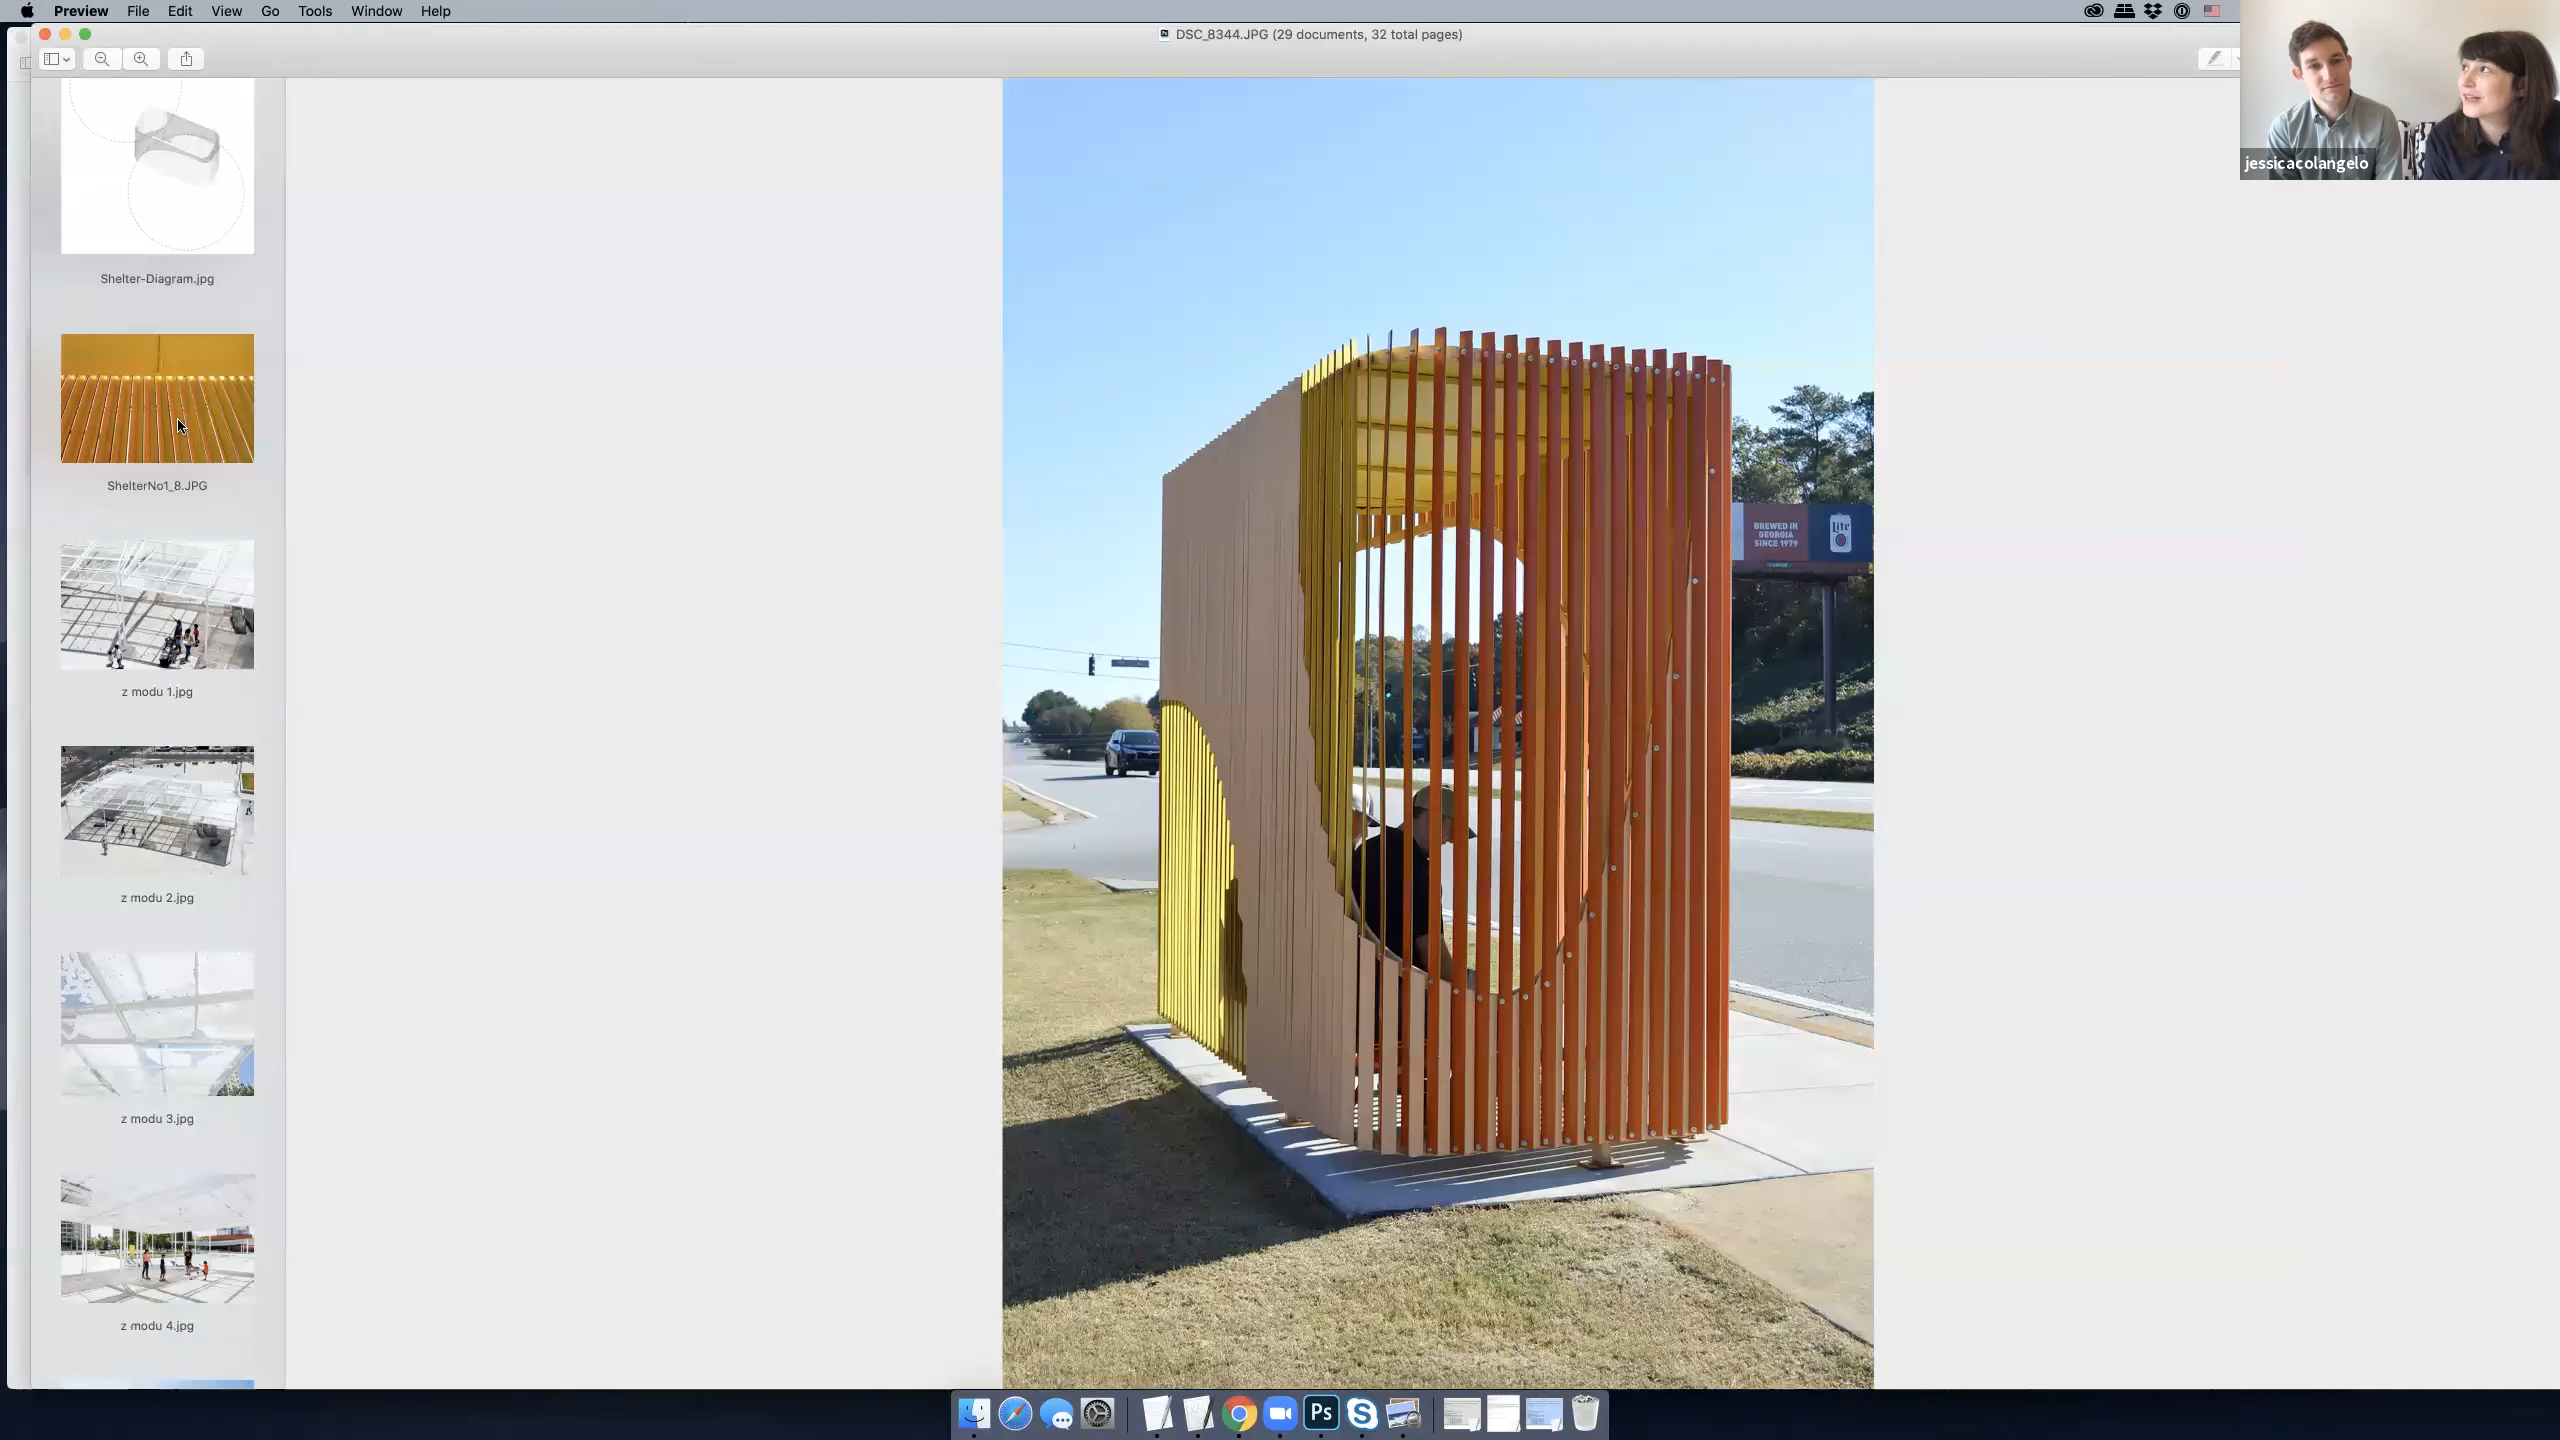 Preview File Edit View Go Tools Window Help
DSC_8344.JPG (29 documents, 32 total pages)
jessicacolangelo
Shelter-Diagram.jpg
ShelterNo1_8.JPG
z modu 1.jpg
z modu 2.jpg
z modu 3.jpg
z modu 4.jpg
BREWED IN
GEORGIA
SINCE 1979
Lite
Ps